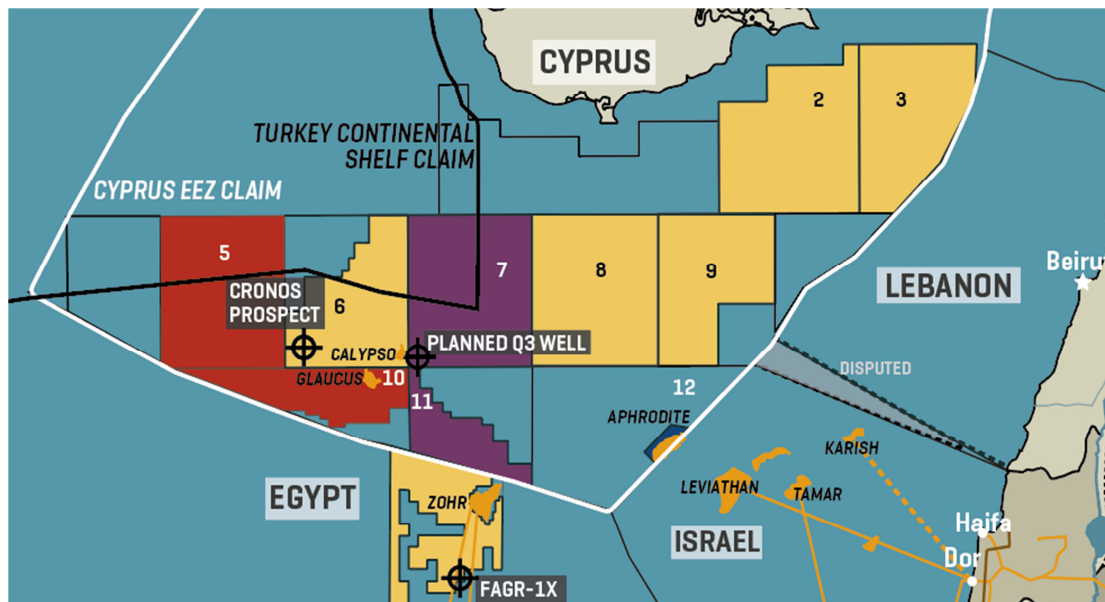 CYPRUS
2
3
TURKEY CONTINENTAL
SHELF CLAIM
CYPRUS EEZ CLAIM
5
7
8
9
LEBANON
Beiru
CRONOS
PROSPECT
6
PLANNED Q3 WELL
CALYPSO
GLAUCUS
10
11
12
DISPUTED
APHRODITE
KARISH
LEVIATHAN
TAMAR
EGYPT
ZOHR
ISRAEL
Haifa
Dor
FAGR-1X